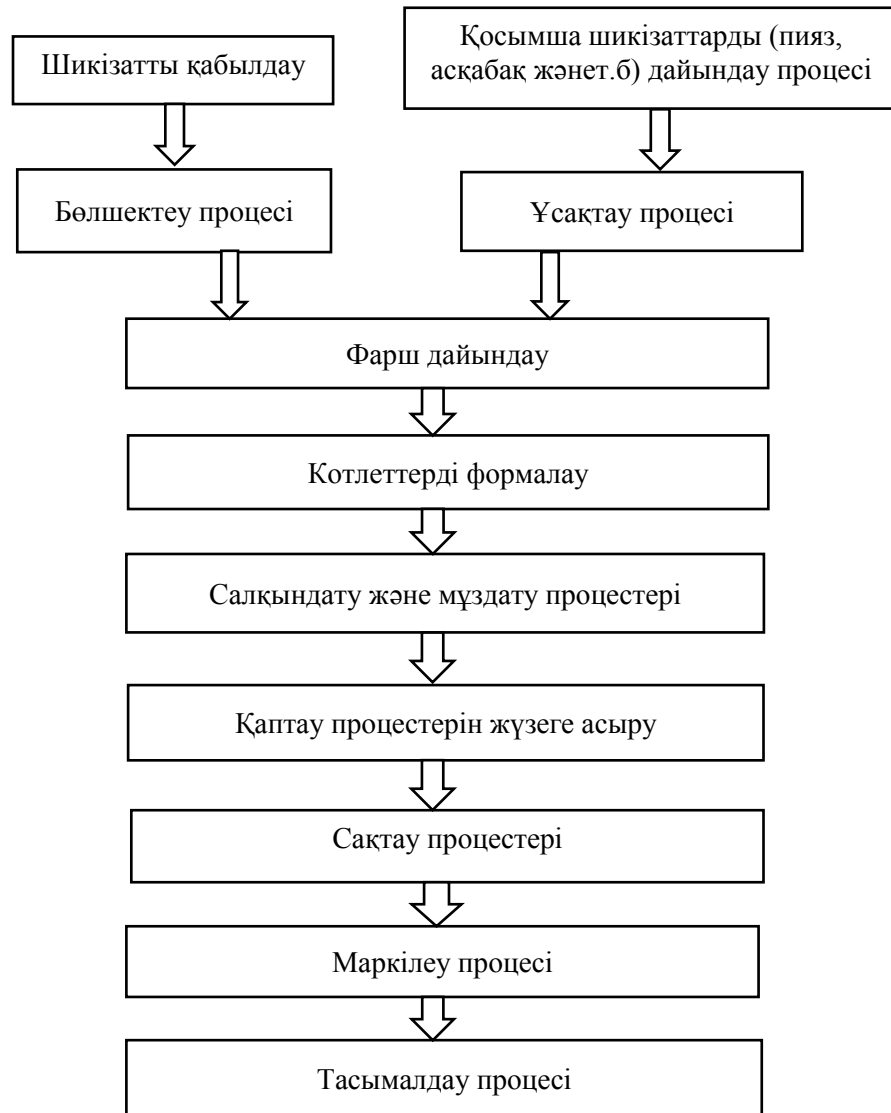 Шикізатты қабылдау
Қосымша шикізаттарды (пияз,
асқабақ жәнет.б) дайындау процесі
Бөлшектеу процесі
Ұсақтау процесі
Фарш дайындау
Котлеттерді формалау
Салқындату және мұздату процестері
Қаптау процестерін жүзеге асыру
Сақтау процестері
Маркілеу процесі
Тасымалдау процесі